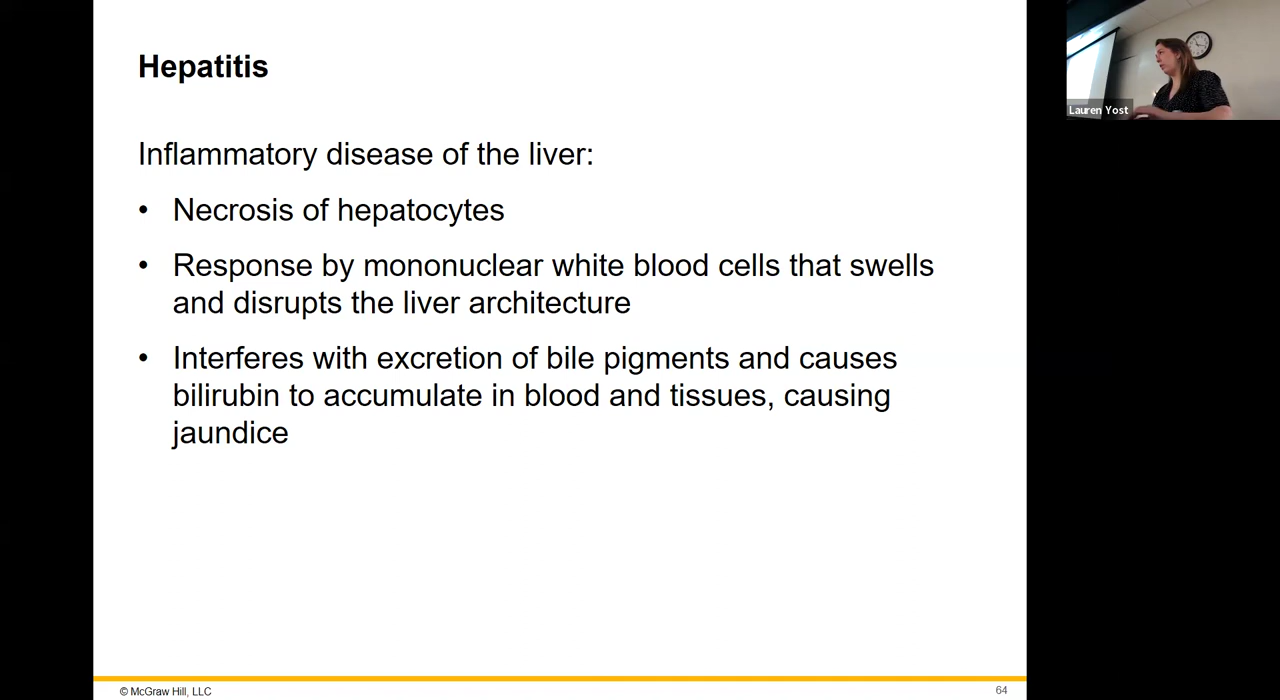 Hepatitis
Inflammatory disease of the liver:
• Necrosis of hepatocytes
• Response by mononuclear white blood cells that swells
and disrupts the liver architecture
• Interferes with excretion of bile pigments and causes
bilirubin to accumulate in blood and tissues, causing
jaundice
© McGraw Hill, LLC
64
Lauren Yost